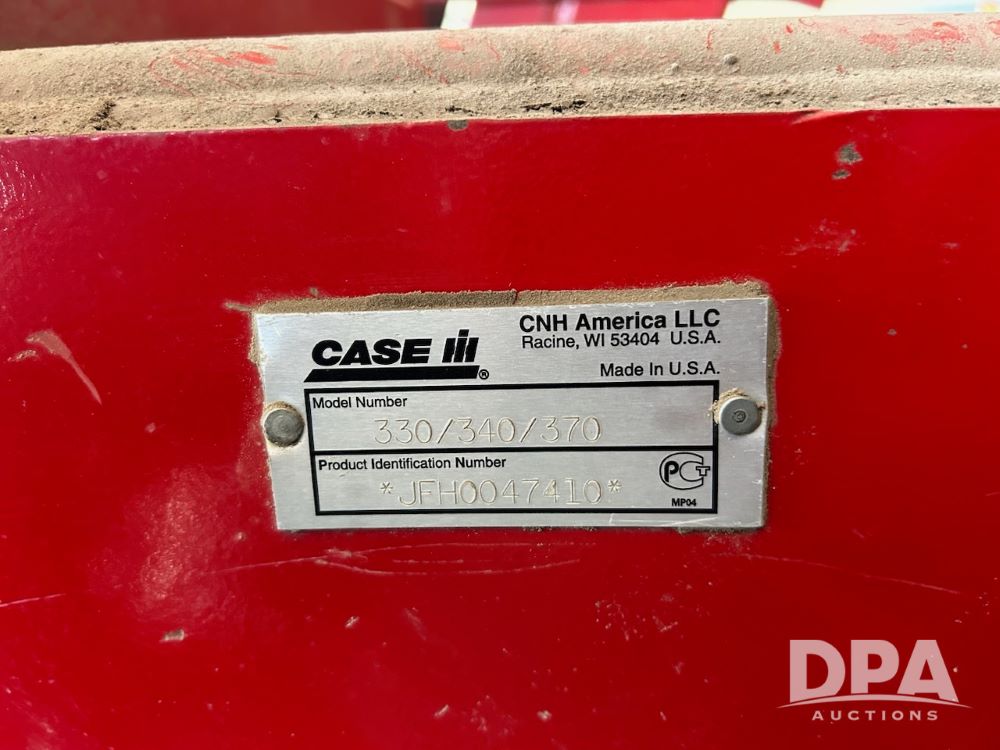 CASE IH®
CNH America LLC
Racine, WI 53404 U.S.A.
Made In U.S.A.
Model Number
330/340/370
Product Identification Number
*JFH0047410*
PCT
MP04
DPA
AUCTIONS